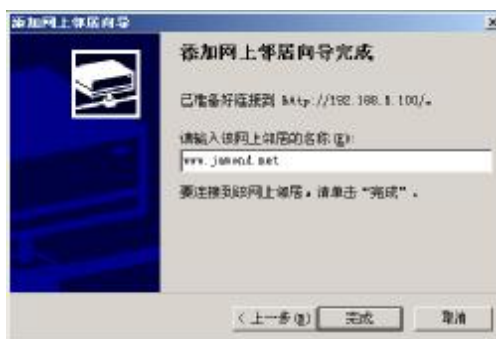 添加网上邻居向导
添加网上邻居向导完成
已准备好连接到 http://192.168.1.100/。
请输入该网上邻居的名称(E):
www.jamond.net
要连接到该网上邻居，请单击“完成”。
<上一步(B)
完成
取消